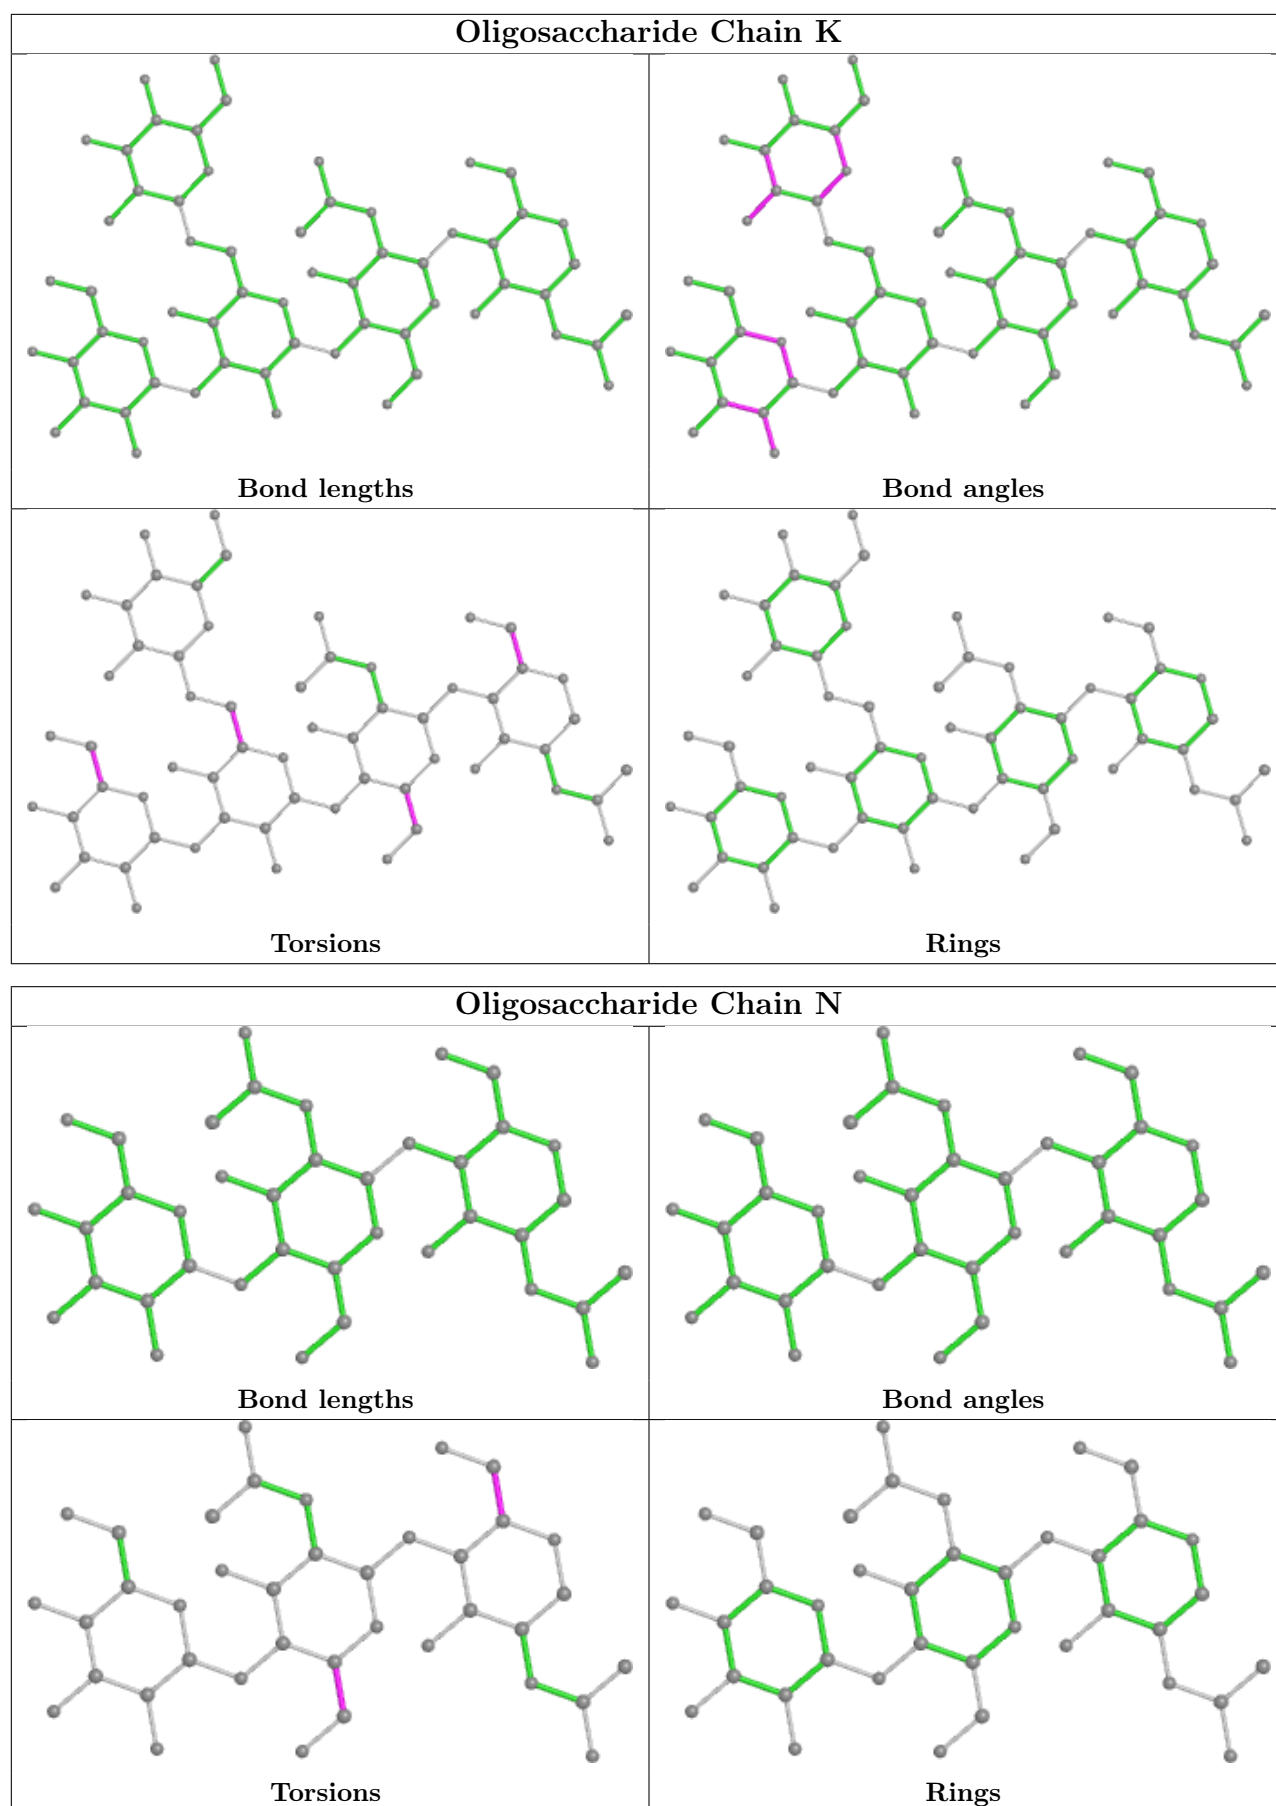 Oligosaccharide Chain K
Bond lengths
Bond angles
Torsions
Rings
Oligosaccharide Chain N
Bond lengths
Bond angles
Torsions
Rings